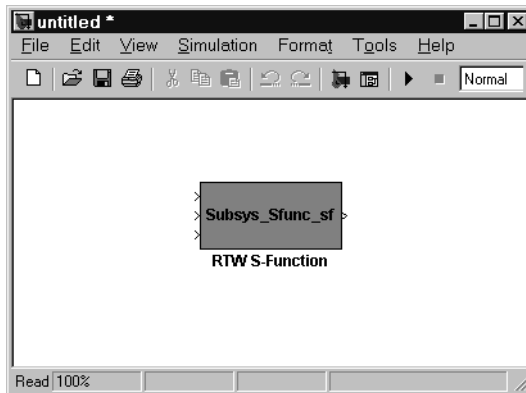 untitled *
File Edit View Simulation Format Tools Help
Normal
Subsys_Sfunc_sf
RTW S-Function
Read 100%